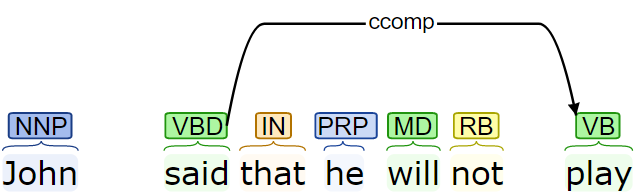 ccomp
NNP VBD IN PRP MD RB VB
John said that he will not play